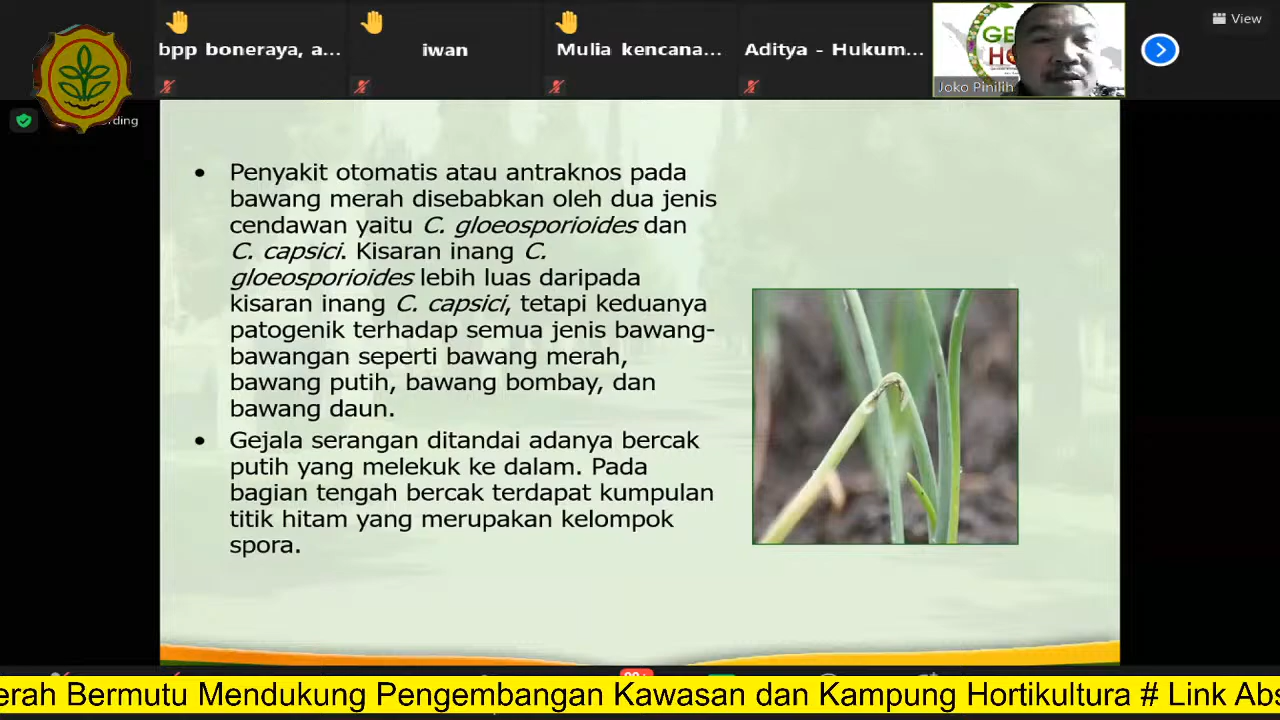 bpp boneraya, a...
iwan
Mulia kencana...
Aditya - Hukum...
Joko Pinilih
View
Penyakit otomatis atau antraknos pada
bawang merah disebabkan oleh dua jenis
cendawan yaitu C. gloeosporioides dan
C. capsici. Kisaran inang C.
gloeosporioides lebih luas daripada
kisaran inang C. capsici, tetapi keduanya
patogenik terhadap semua jenis bawang-
bawangan seperti bawang merah,
bawang putih, bawang bombay, dan
bawang daun.
Gejala serangan ditandai adanya bercak
putih yang melekuk ke dalam. Pada
bagian tengah bercak terdapat kumpulan
titik hitam yang merupakan kelompok
spora.
erah Bermutu Mendukung Pengembangan Kawasan dan Kampung Hortikultura # Link Abs